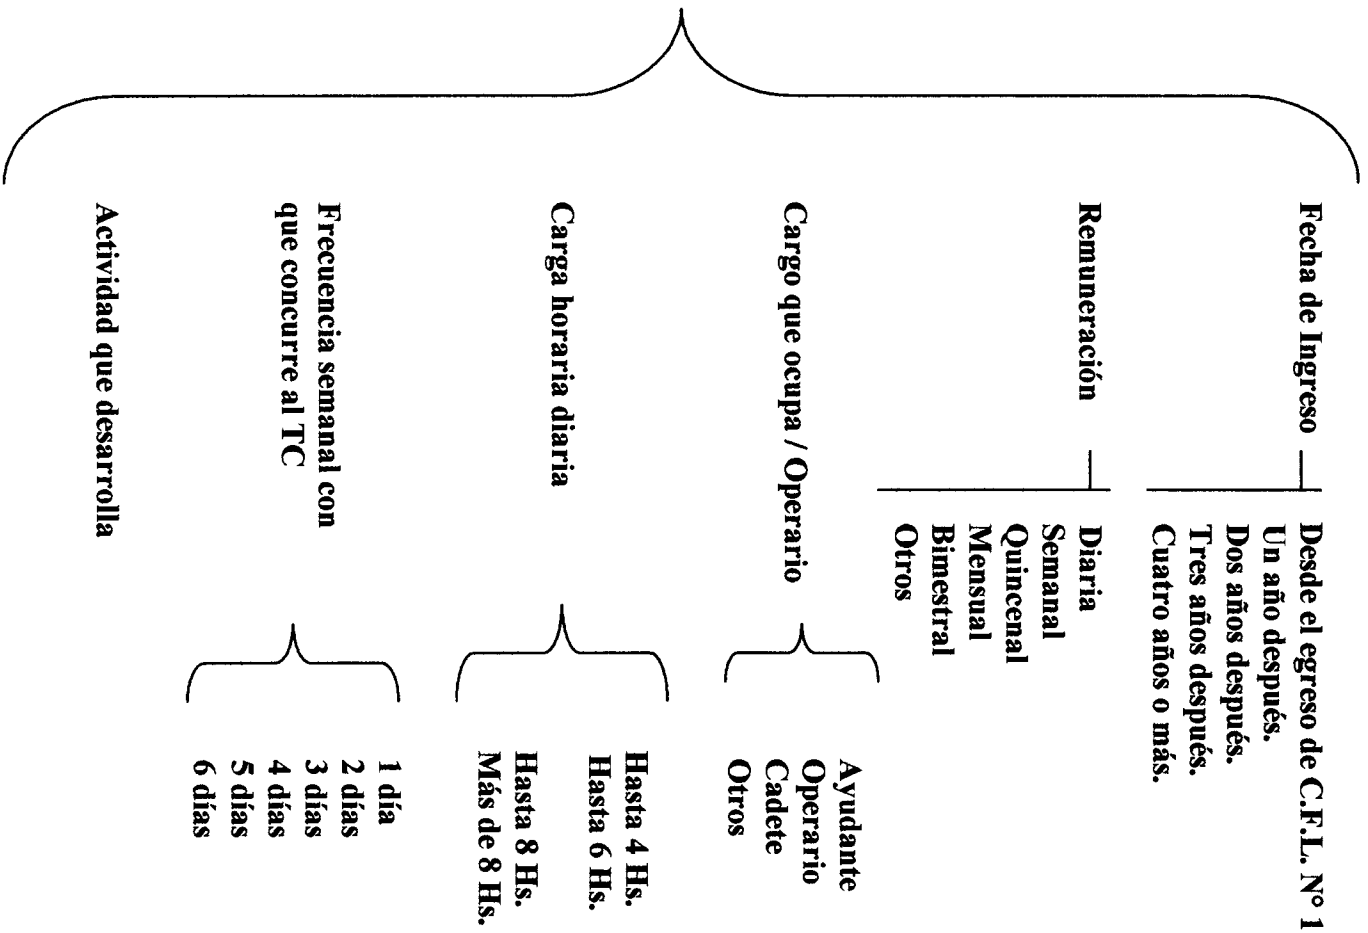 Fecha de Ingreso
Desde el egreso de C.F.L. Nº 1
Un año después.
Dos años después.
Tres años después.
Cuatro años o más.
Remuneración
Diaria
Semanal
Quincenal
Mensual
Bimestral
Otros
Cargo que ocupa / Operario
Ayudante
Operario
Cadete
Otros
Carga horaria diaria
Hasta 4 Hs.
Hasta 6 Hs.
Hasta 8 Hs.
Más de 8 Hs.
Frecuencia semanal con
que concurre al TC
1 día
2 días
3 días
4 días
5 días
6 días
Actividad que desarrolla